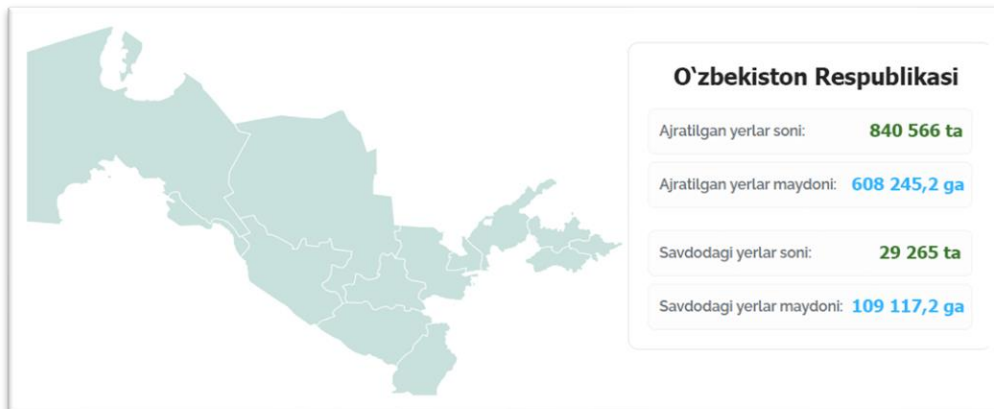 O‘zbekiston Respublikasi
Ajratilgan yerlar soni: 840 566 ta
Ajratilgan yerlar maydoni: 608 245,2 ga
Savdodagi yerlar soni: 29 265 ta
Savdodagi yerlar maydoni: 109 117,2 ga